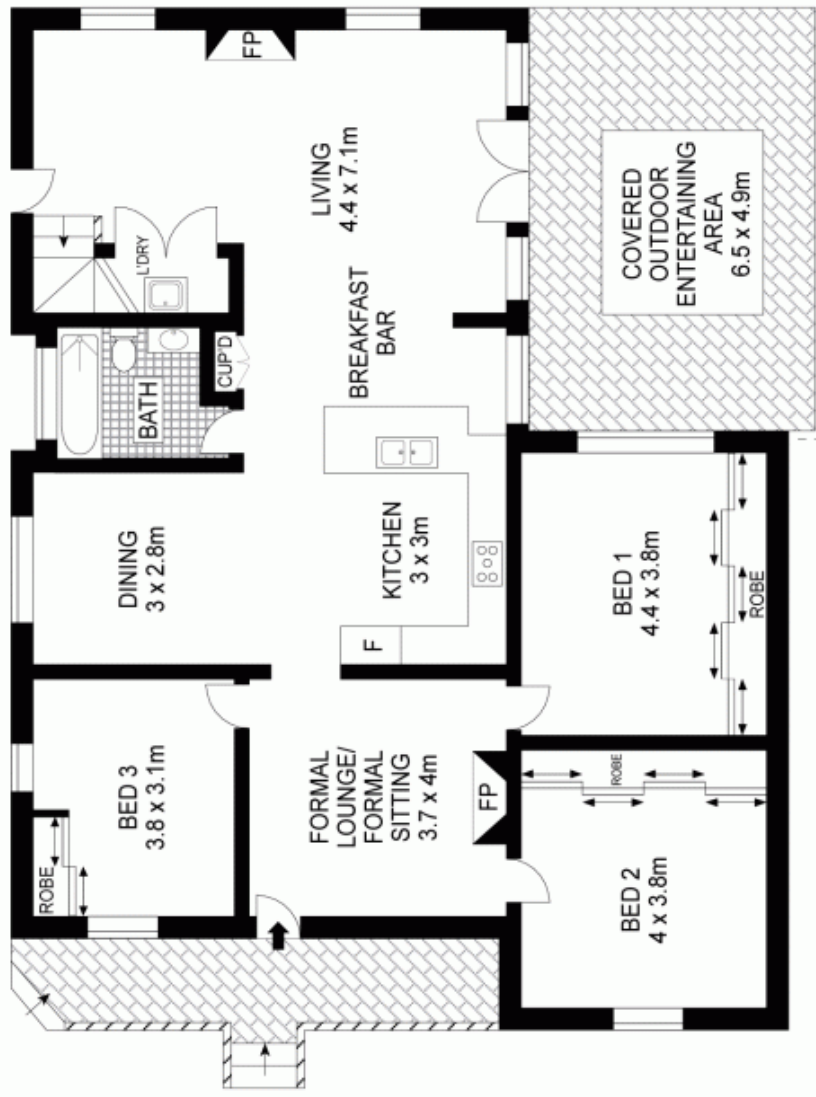 FP
LIVING
4.4 x 7.1m
COVERED
OUTDOOR
ENTERTAINING
AREA
6.5 x 4.9m
L'DRY
BREAKFAST
BAR
CUP'D
BATH
DINING
3 x 2.8m
KITCHEN
3 x 3m
F
BED 1
4.4 x 3.8m
ROBE
BED 3
3.8 x 3.1m
ROBE
FORMAL
LOUNGE/
FORMAL
SITTING
3.7 x 4m
FP
ROBE
BED 2
4 x 3.8m